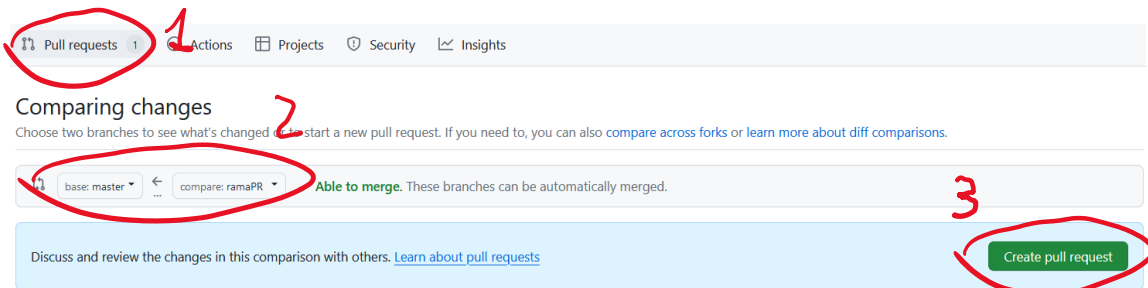 Pull requests 1 1 Actions Projects Security Insights
Comparing changes
2
Choose two branches to see what's changed or to start a new pull request. If you need to, you can also compare across forks or learn more about diff comparisons.
base: master ← ... compare: ramaPR Able to merge. These branches can be automatically merged.
3
Discuss and review the changes in this comparison with others. Learn about pull requests Create pull request